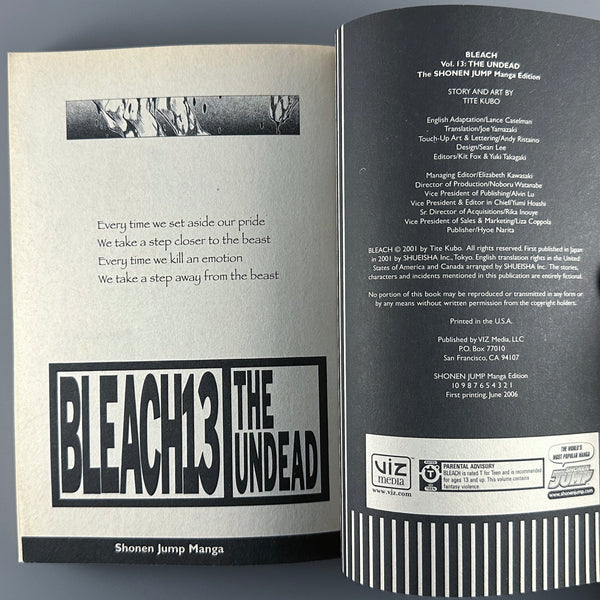 Every time we set aside our pride
We take a step closer to the beast
Every time we kill an emotion
We take a step away from the beast
BLEACH13
THE
UNDEAD
Shonen Jump Manga
BLEACH
Vol. 13: THE UNDEAD
The SHONEN JUMP Manga Edition
STORY AND ART BY
TITE KUBO
English Adaptation/Lance Caselman
Translation/Joe Yamazaki
Touch-Up Art & Lettering/Andy Ristaino
Design/Sean Lee
Editors/Kit Fox & Yuki Takagaki
Managing Editor/Elizabeth Kawasaki
Director of Production/Noboru Watanabe
Vice President of Publishing/Alvin Lu
Vice President & Editor in Chief/Yumi Hoashi
Sr. Director of Acquisitions/Rika Inouye
Vice President of Sales & Marketing/Liza Coppola
Publisher/Hyoe Narita
BLEACH © 2001 by Tite Kubo. All rights reserved. First published in Japan
in 2001 by SHUEISHA Inc., Tokyo. English translation rights in the United
States of America and Canada arranged by SHUEISHA Inc. The stories,
characters and incidents mentioned in this publication are entirely fictional.
No portion of this book may be reproduced or transmitted in any form or
by any means without written permission from the copyright holders.
Printed in the U.S.A.
Published by VIZ Media, LLC
P.O. Box 77010
San Francisco, CA 94107
SHONEN JUMP Manga Edition
10 9 8 7 6 5 4 3 2 1
First printing, June 2006
VIZ
MEDIA
www.viz.com
RATED
T
TEEN
PARENTAL ADVISORY
BLEACH is rated T for Teen and is recommended
for ages 13 and up. This volume contains
fantasy violence.
THE WORLD'S
MOST POPULAR MANGA
SHONEN
JUMP
www.shonenjump.com